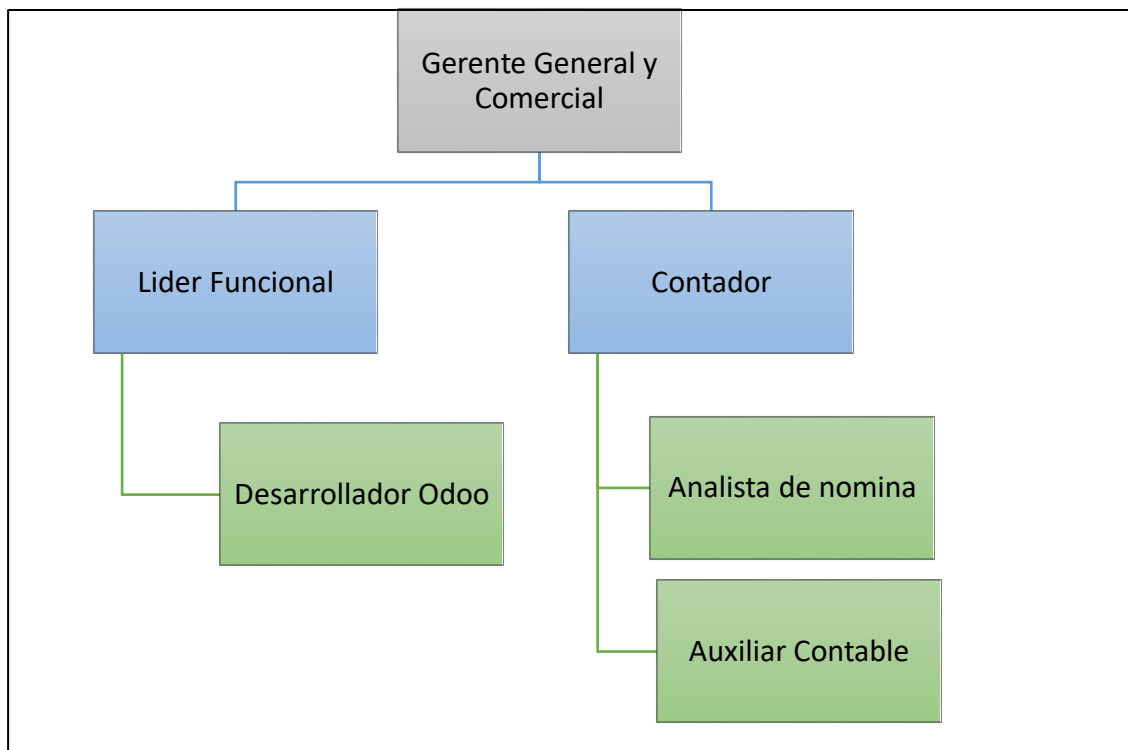 Gerente General y
Comercial
Lider Funcional
Contador
Desarrollador Odoo
Analista de nomina
Auxiliar Contable